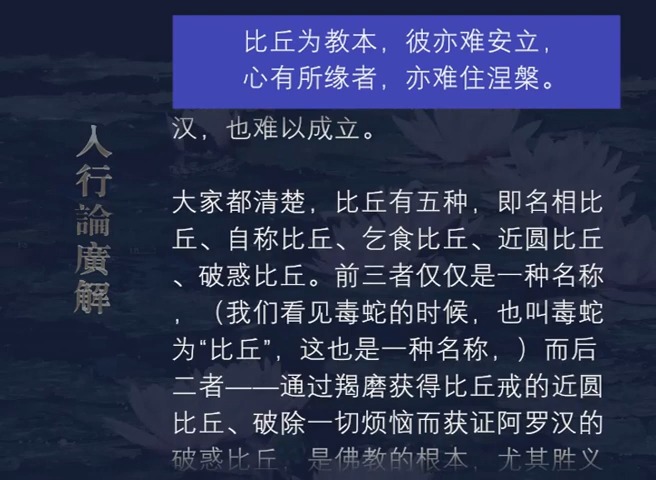 比丘为教本，彼亦难安立，
心有所缘者，亦难住涅槃。
汉，也难以成立。
大家都清楚，比丘有五种，即名相比
丘、自称比丘、乞食比丘、近圆比丘
、破惑比丘。前三者仅仅是一种名称
，（我们看见毒蛇的时候，也叫毒蛇
为“比丘”，这也是一种名称，）而后
二者——通过羯磨获得比丘戒的近圆
比丘、破除一切烦恼而获证阿罗汉的
破惑比丘，是佛教的根本，尤其胜义
入行論廣解